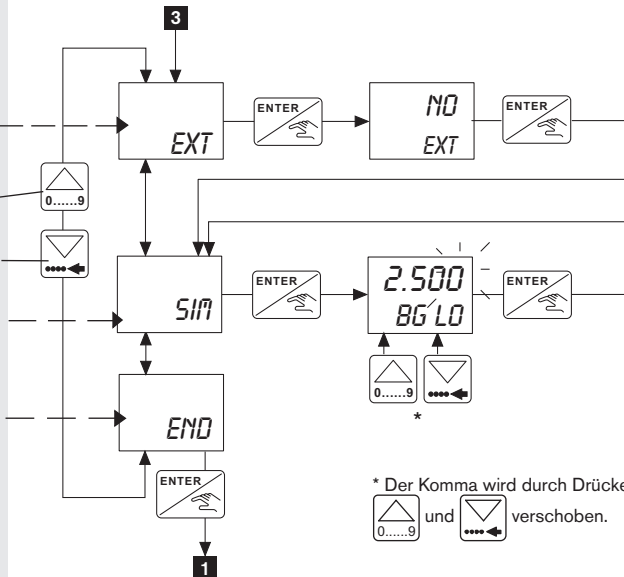 3
EXT
ENTER
NO
EXT
ENTER
0......9
SIM
ENTER
2.500
BG LO
ENTER
0......9
*
END
ENTER
* Der Komma wird durch Drücke
0......9
und
verschoben.
1